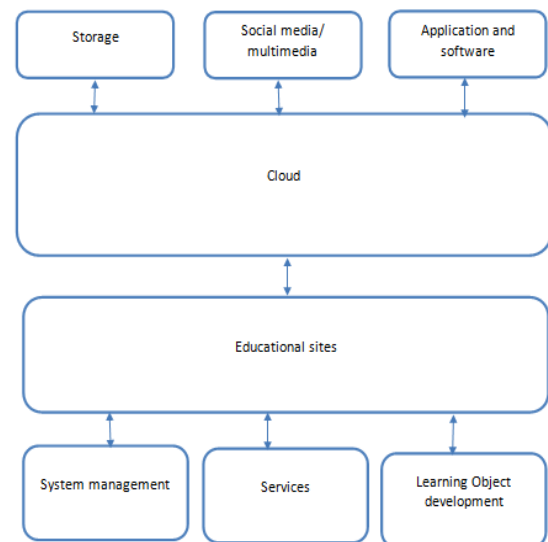 Storage
Social media/
multimedia
Application and
software
Cloud
Educational sites
System management
Services
Learning Object
development